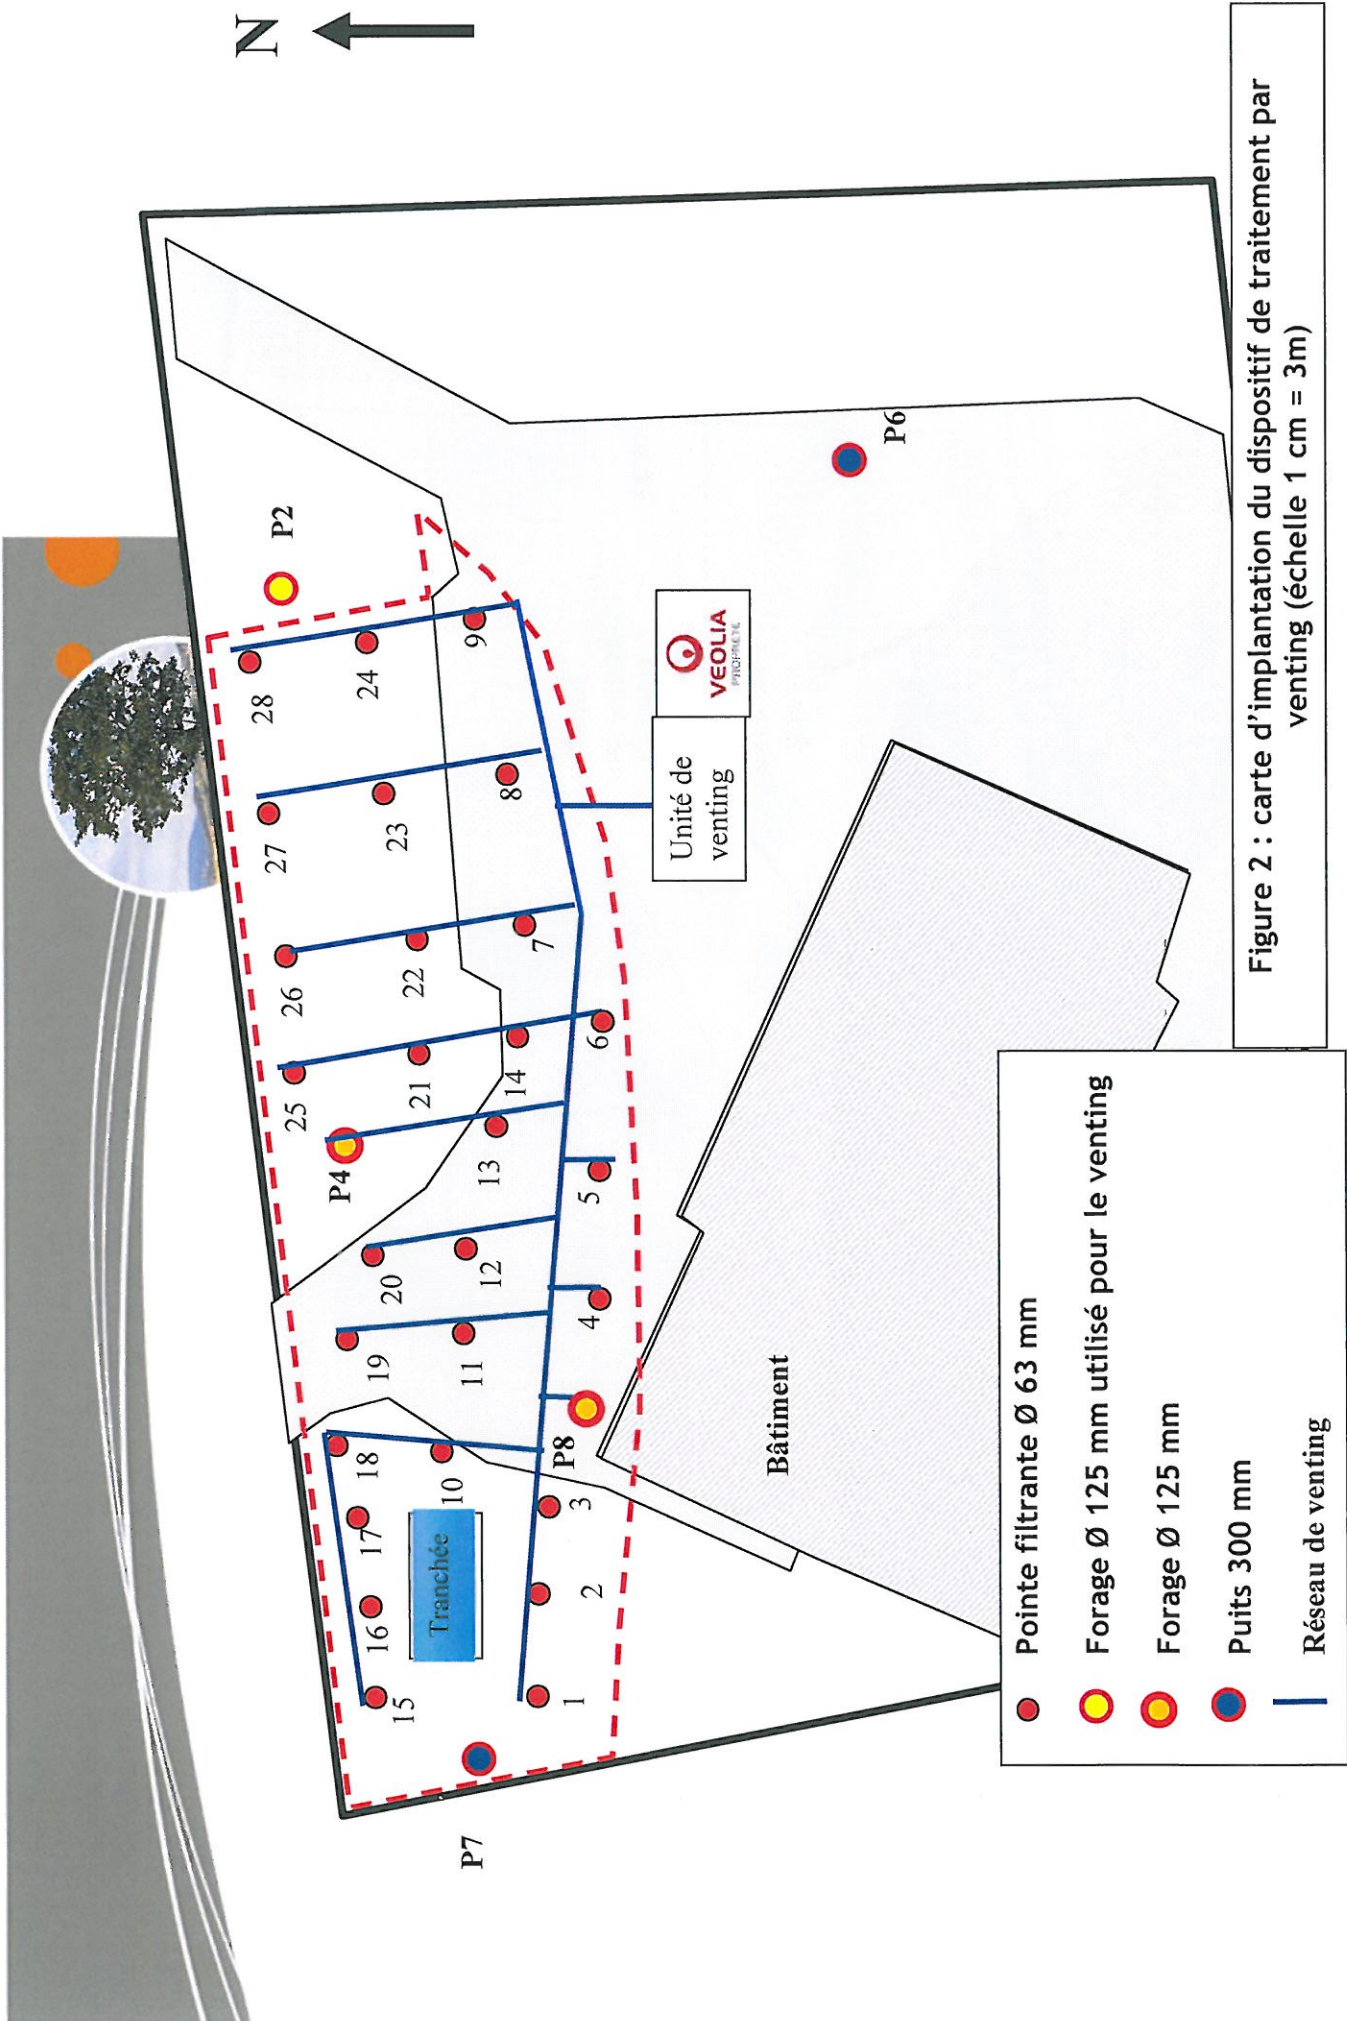 N
P2
28
24
9
27
23
8
26
22
7
25
21
14
6
P4
13
5
20
12
4
19
11
P8
18
10
3
17
16
2
15
1
Tranchée
P7
P6
Unité de
venting
VEOLIA
PROPRETÉ
Bâtiment
Pointe filtrante Ø 63 mm
Forage Ø 125 mm utilisé pour le venting
Forage Ø 125 mm
Puits 300 mm
Réseau de venting
Figure 2 : carte d'implantation du dispositif de traitement par
venting (échelle 1 cm = 3m)